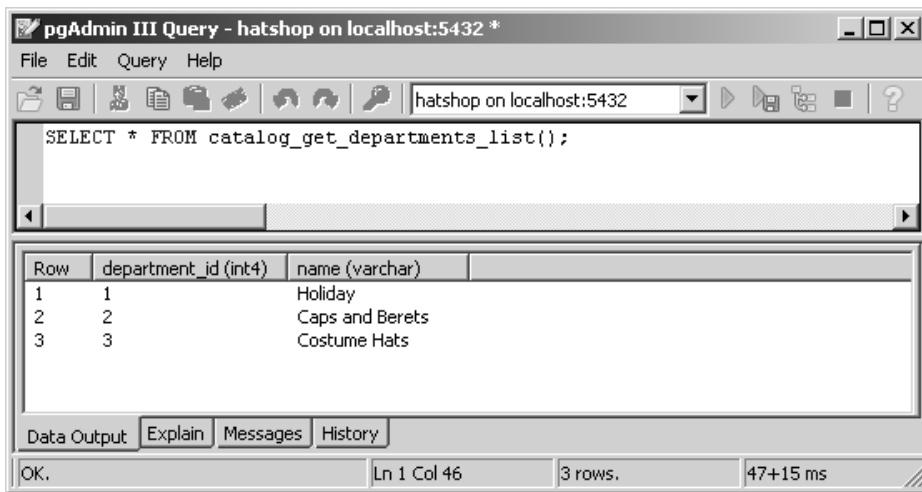 pgAdmin III Query - hatshop on localhost:5432 *
File Edit Query Help
hatshop on localhost:5432
SELECT * FROM catalog_get_departments_list();
Row department_id (int4) name (varchar)
1 1 Holiday
2 2 Caps and Berets
3 3 Costume Hats
Data Output Explain Messages History
OK. Ln 1 Col 46 3 rows. 47+15 ms